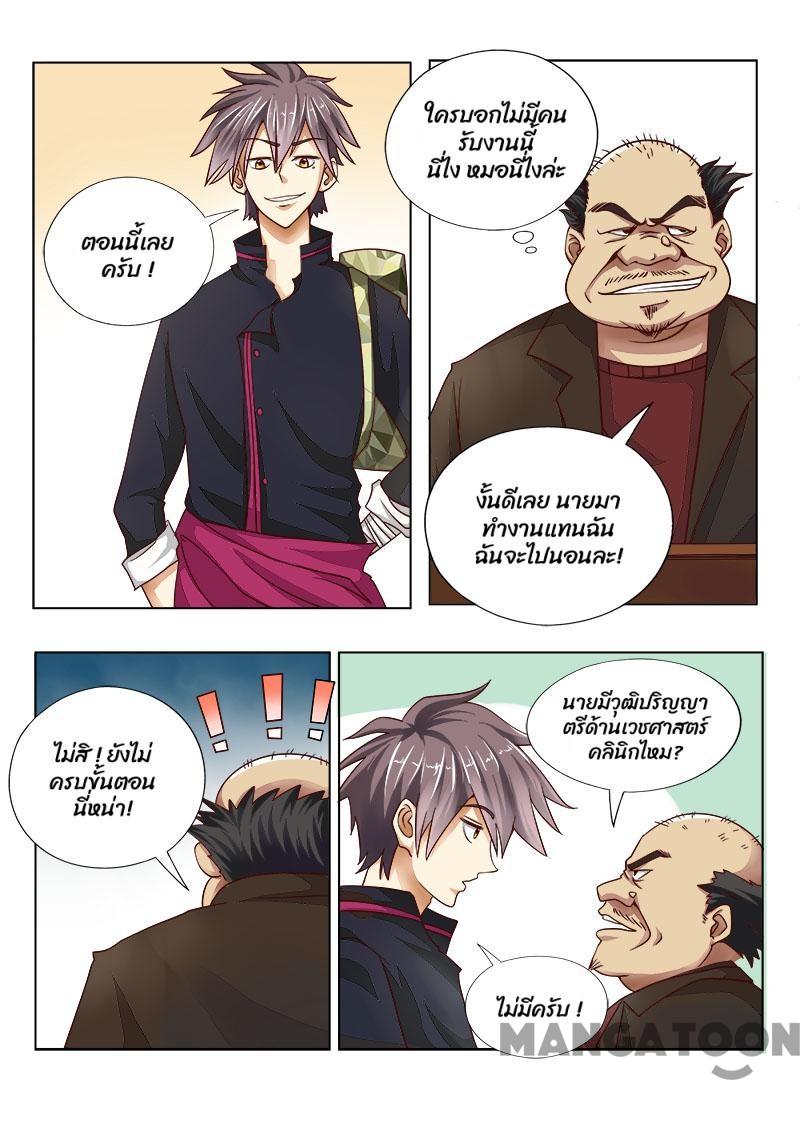 ตอนนี้เลย
ครับ !
ใครบอกไม่มีคน
รับงานนี้
นี่ไง หมอนี่ไงล่ะ
งั้นดีเลย นายมา
ทำงานแทนฉัน
ฉันจะไปนอนละ!
ไม่สิ ! ยังไม่
ครบขั้นตอน
นี่หน่า!
! ! !
นายมีวุฒิปริญญา
ตรีด้านเวชศาสตร์
คลินิกไหม?
ไม่มีครับ !
MANGATOON